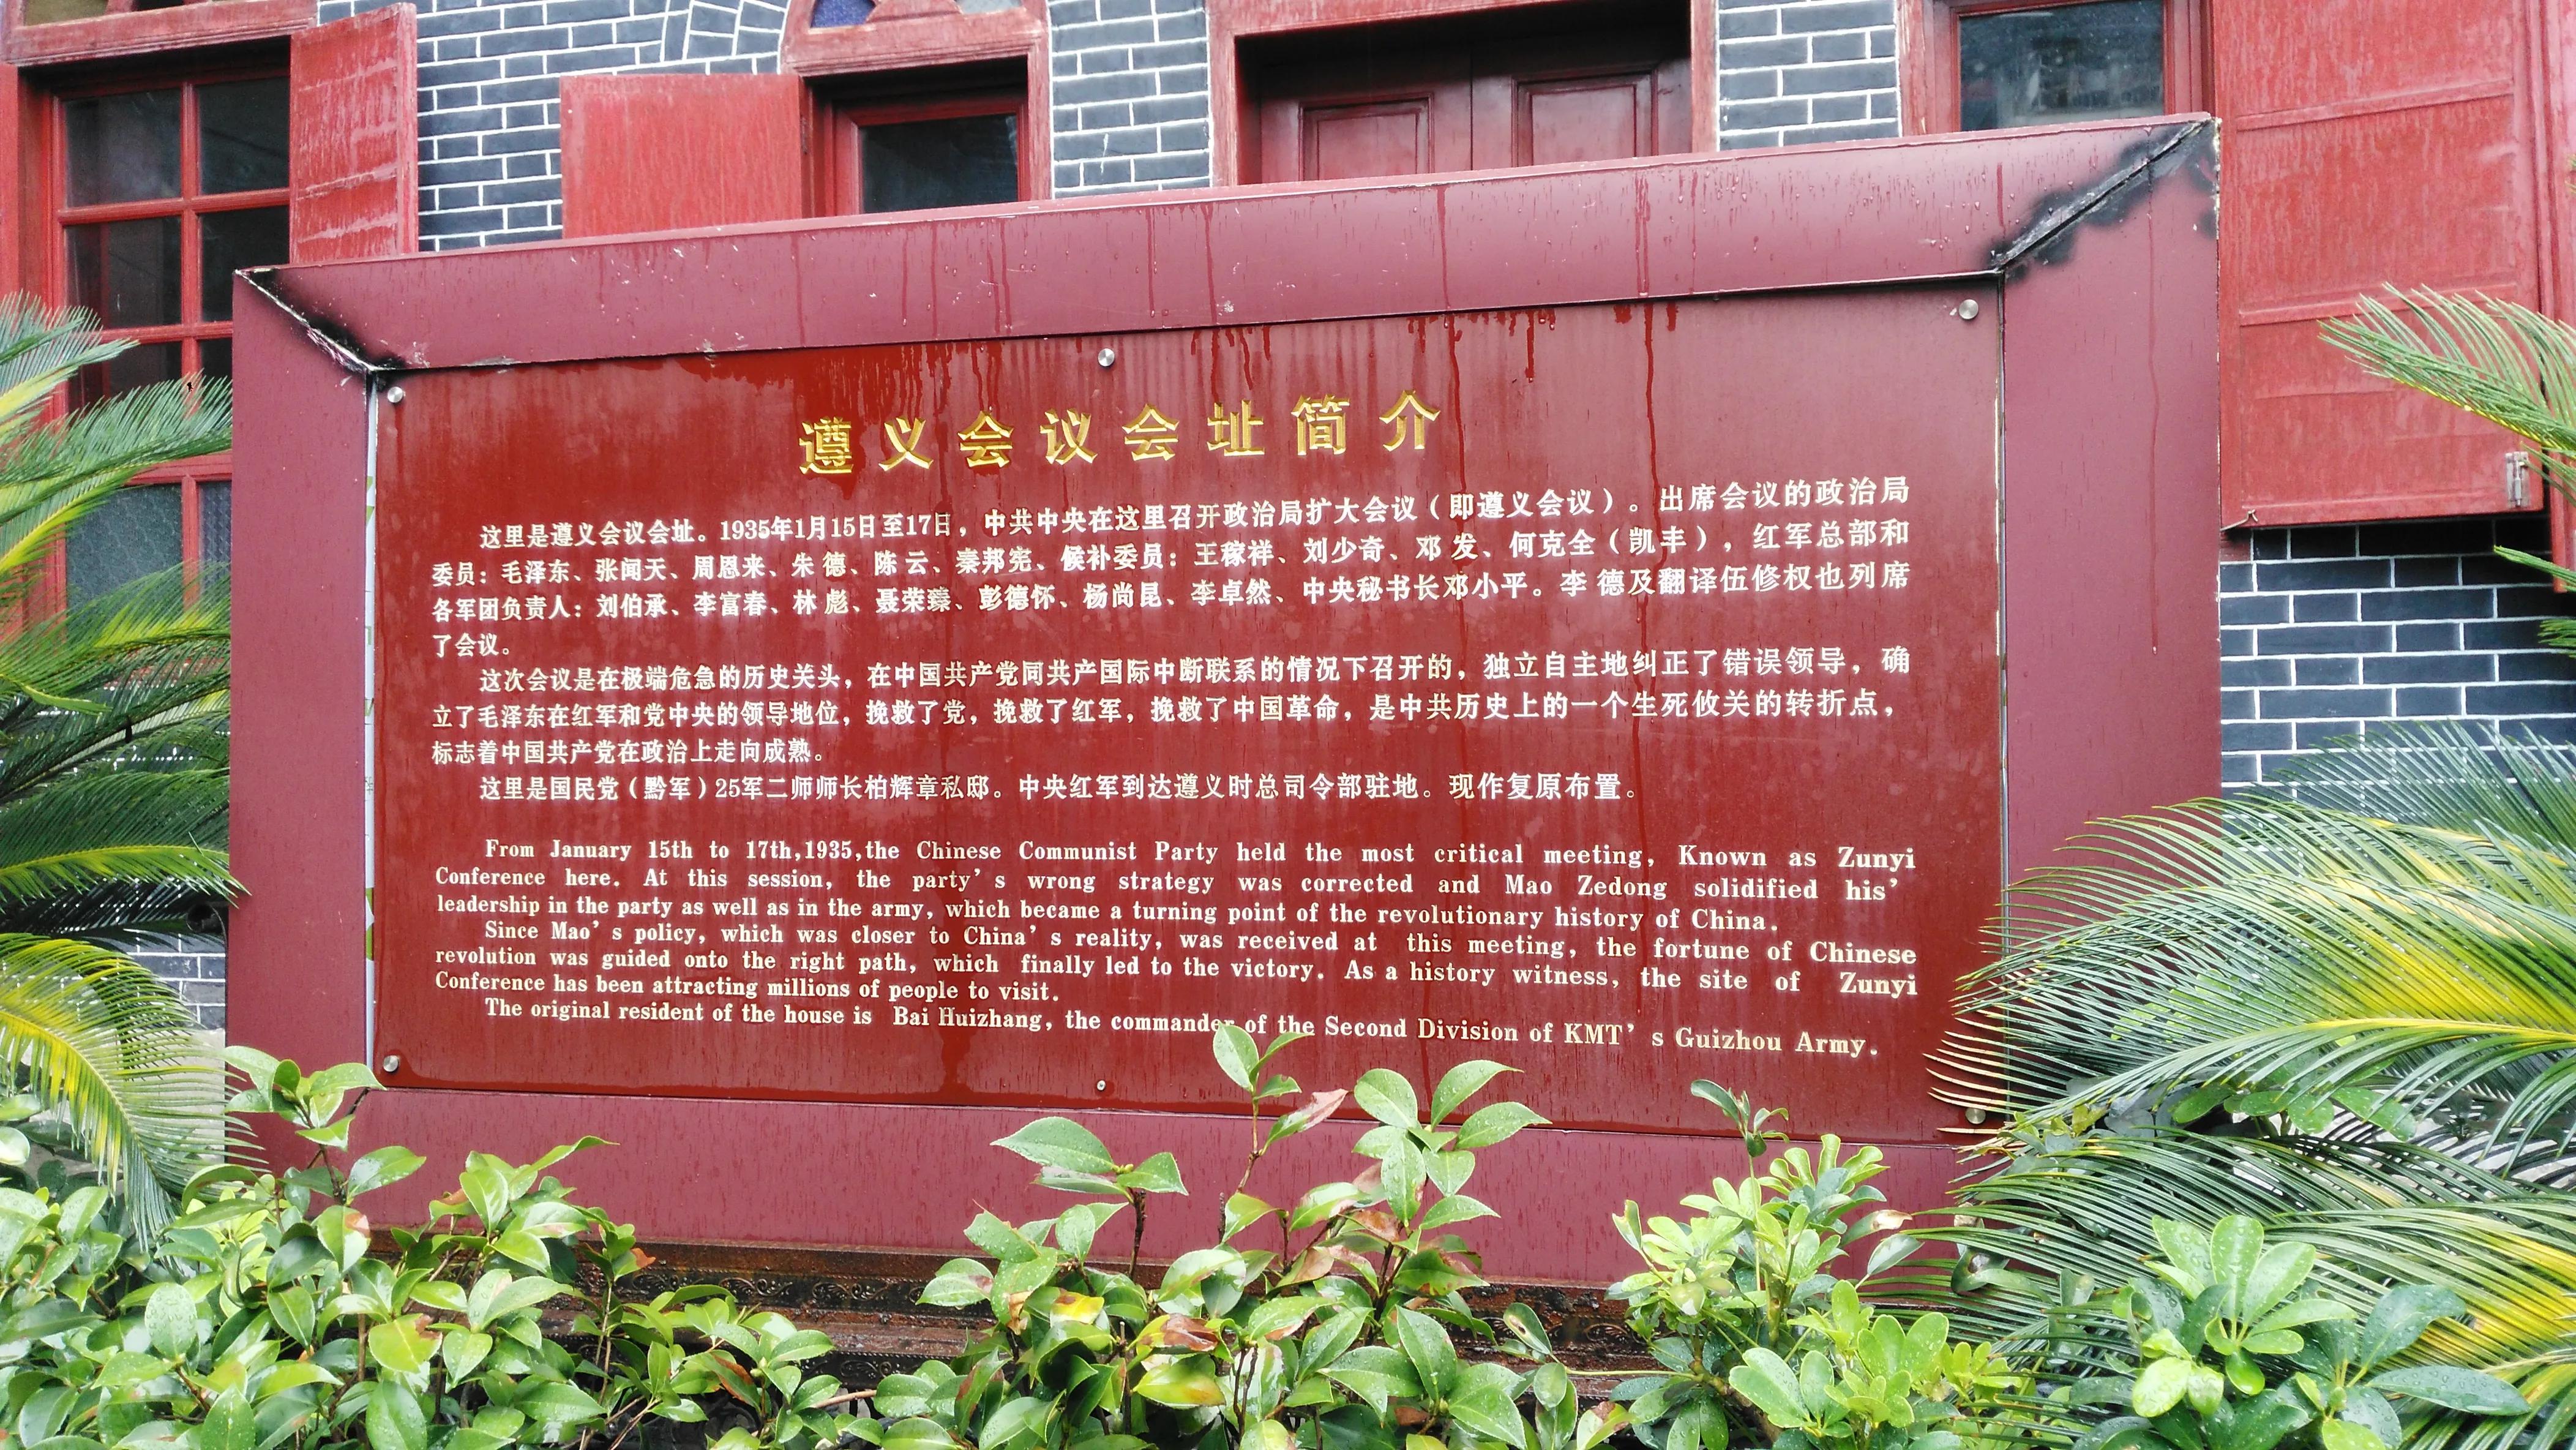 遵义会议会址简介
这里是遵义会议会址。1935年1月15日至17日，中共中央在这里召开政治局扩大会议（即遵义会议）。出席会议的政治局
委员：毛泽东、张闻天、周恩来、朱 德、陈 云、秦邦宪、候补委员：王稼祥、刘少奇、邓 发、何克全（凯丰），红军总部和
各军团负责人：刘伯承、李富春、林 彪、聂荣臻、彭德怀、杨尚昆、李卓然、中央秘书长邓小平。李 德及翻译伍修权也列席
了会议。
这次会议是在极端危急的历史关头，在中国共产党同共产国际中断联系的情况下召开的，独立自主地纠正了错误领导，确
立了毛泽东在红军和党中央的领导地位，挽救了党，挽救了红军，挽救了中国革命，是中共历史上的一个生死攸关的转折点，
标志着中国共产党在政治上走向成熟。
这里是国民党（黔军）25军二师师长柏辉章私邸。中央红军到达遵义时总司令部驻地。现作复原布置。
From January 15th to 17th,1935,the Chinese Communist Party held the most critical meeting, Known as Zunyi
Conference here. At this session, the party's wrong strategy was corrected and Mao Zedong solidified his'
leadership in the party as well as in the army, which became a turning point of the revolutionary history of China.
Since Mao's policy, which was closer to China's reality, was received at this meeting, the fortune of Chinese
revolution was guided onto the right path, which finally led to the victory. As a history witness, the site of Zunyi
Conference has been attracting millions of people to visit.
The original resident of the house is Bai Huizhang, the commander of the Second Division of KMT's Guizhou Army.